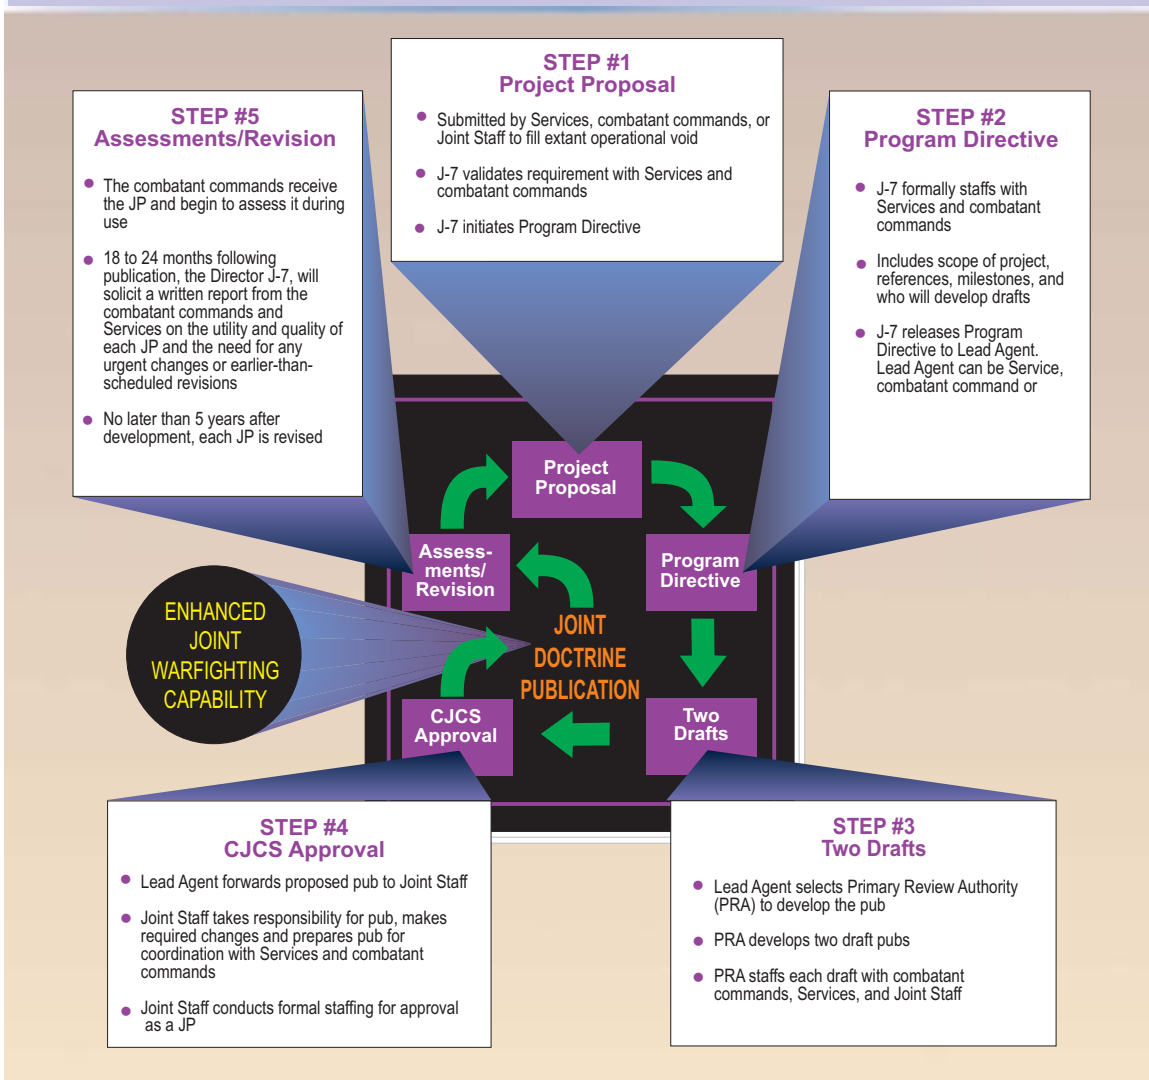 STEP #1
Project Proposal
• Submitted by Services, combatant commands, or
Joint Staff to fill extant operational void
• J-7 validates requirement with Services and
combatant commands
• J-7 initiates Program Directive
STEP #5
Assessments/Revision
• The combatant commands receive
the JP and begin to assess it during
use
• 18 to 24 months following
publication, the Director J-7, will
solicit a written report from the
combatant commands and
Services on the utility and quality of
each JP and the need for any
urgent changes or earlier-than-
scheduled revisions
• No later than 5 years after
development, each JP is revised
STEP #2
Program Directive
• J-7 formally staffs with
Services and combatant
commands
• Includes scope of project,
references, milestones, and
who will develop drafts
• J-7 releases Program
Directive to Lead Agent.
Lead Agent can be Service,
combatant command or
Project
Proposal
Assess-
ments/
Revision
Program
Directive
ENHANCED
JOINT
WARFIGHTING
CAPABILITY
JOINT
DOCTRINE
PUBLICATION
CJCS
Approval
Two
Drafts
STEP #4
CJCS Approval
• Lead Agent forwards proposed pub to Joint Staff
• Joint Staff takes responsibility for pub, makes
required changes and prepares pub for
coordination with Services and combatant
commands
• Joint Staff conducts formal staffing for approval
as a JP
STEP #3
Two Drafts
• Lead Agent selects Primary Review Authority
(PRA) to develop the pub
• PRA develops two draft pubs
• PRA staffs each draft with combatant
commands, Services, and Joint Staff